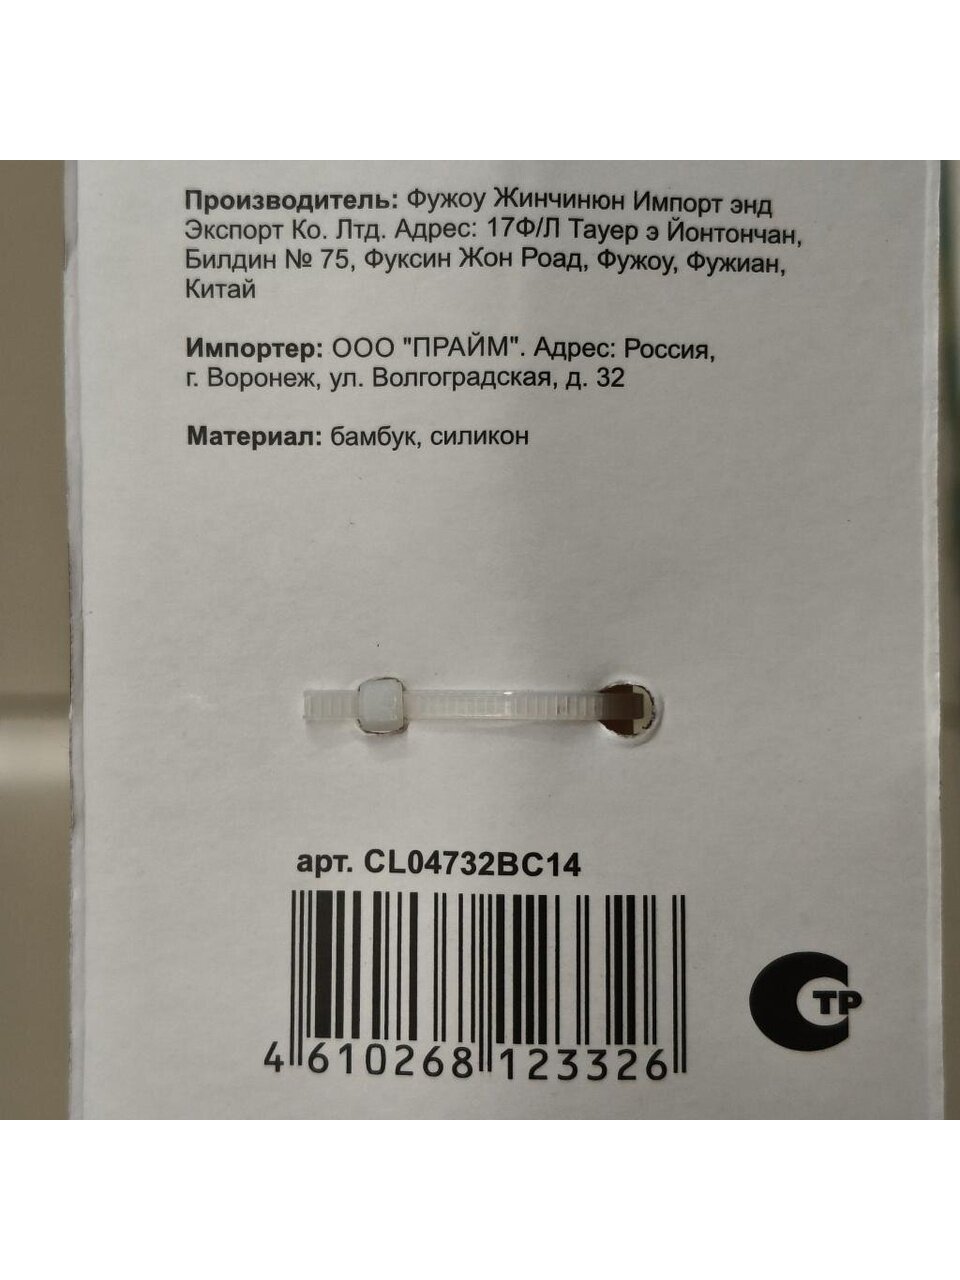 Производитель: Фужоу Жинчинюн Импорт энд
Экспорт Ко. Лтд. Адрес: 17Ф/Л Тауер э Йонтончан,
Билдин № 75, Фуксин Жон Роад, Фужоу, Фужиан,
Китай
Импортер: ООО "ПРАЙМ". Адрес: Россия,
г. Воронеж, ул. Волгоградская, д. 32
Материал: бамбук, силикон
арт. CL04732BC14
СТР
4 610268 123326